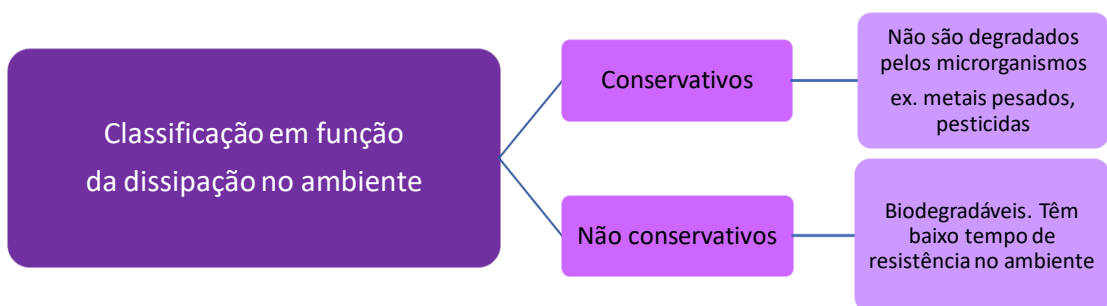 Classificação em função
da dissipação no ambiente
Conservativos
Não são degradados
pelos microrganismos
ex. metais pesados,
pesticidas
Não conservativos
Biodegradáveis. Têm
baixo tempo de
resistência no ambiente